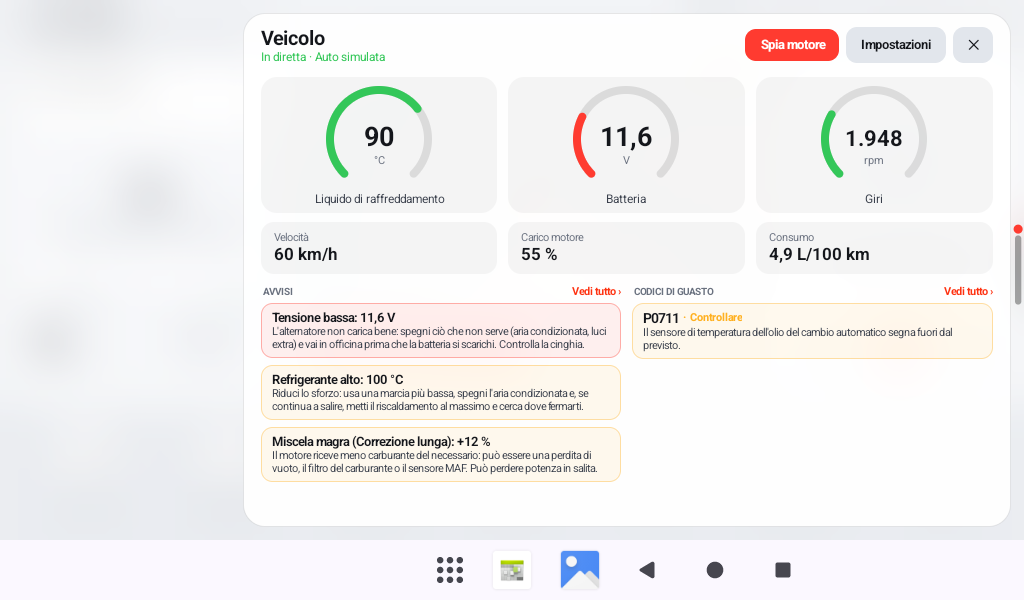 Veicolo
In diretta · Auto simulata
Spia motore
Impostazioni
90
°C
Liquido di raffreddamento
11,6
V
Batteria
1.948
rpm
Giri
Velocità
60 km/h
Carico motore
55 %
Consumo
4,9 L/100 km
AVVISI
Vedi tutto ›
Tensione bassa: 11,6 V
L'alternatore non carica bene: spegni ciò che non serve (aria condizionata, luci
extra) e vai in officina prima che la batteria si scarichi. Controlla la cinghia.
Refrigerante alto: 100 °C
Riduci lo sforzo: usa una marcia più bassa, spegni l'aria condizionata e, se
continua a salire, metti il riscaldamento al massimo e cerca dove fermarti.
Miscela magra (Correzione lunga): +12 %
Il motore riceve meno carburante del necessario: può essere una perdita di
vuoto, il filtro del carburante o il sensore MAF. Può perdere potenza in salita.
CODICI DI GUASTO
Vedi tutto ›
P0711 · Controllare
Il sensore di temperatura dell'olio del cambio automatico segna fuori dal
previsto.